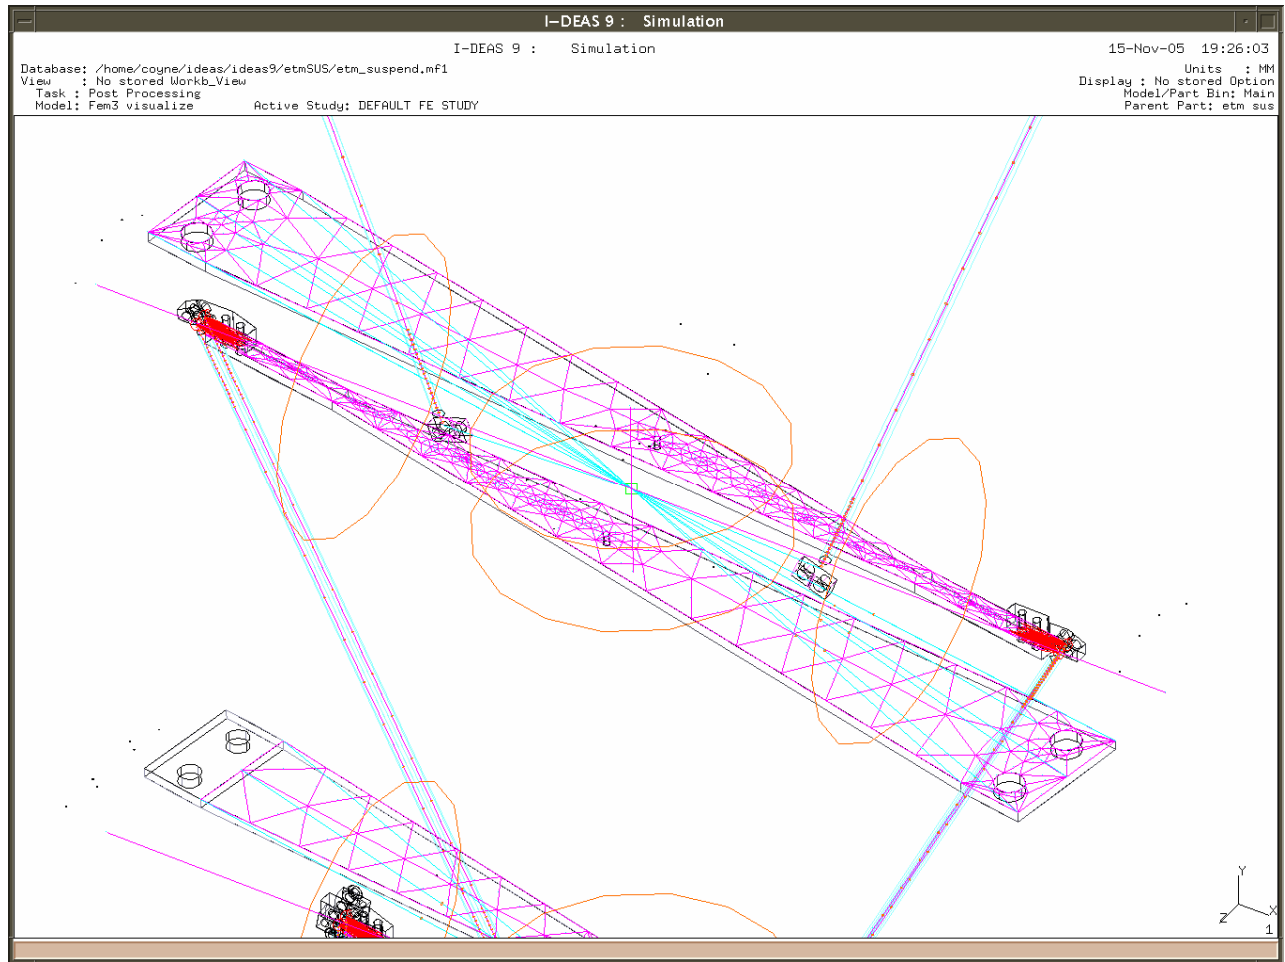 I-DEAS 9 :   Simulation
I-DEAS 9 :    Simulation    15-Nov-05  19:26:03
Database: /home/coyne/ideas/ideas9/etmSUS/etm_suspend.mf1    Units   : MM
View    : No stored Workb_View    Display : No stored Option
Task : Post Processing    Model/Part Bin: Main
Model: Fem3 visualize    Active Study: DEFAULT FE STUDY    Parent Part: etm sus
Y
Z X
1